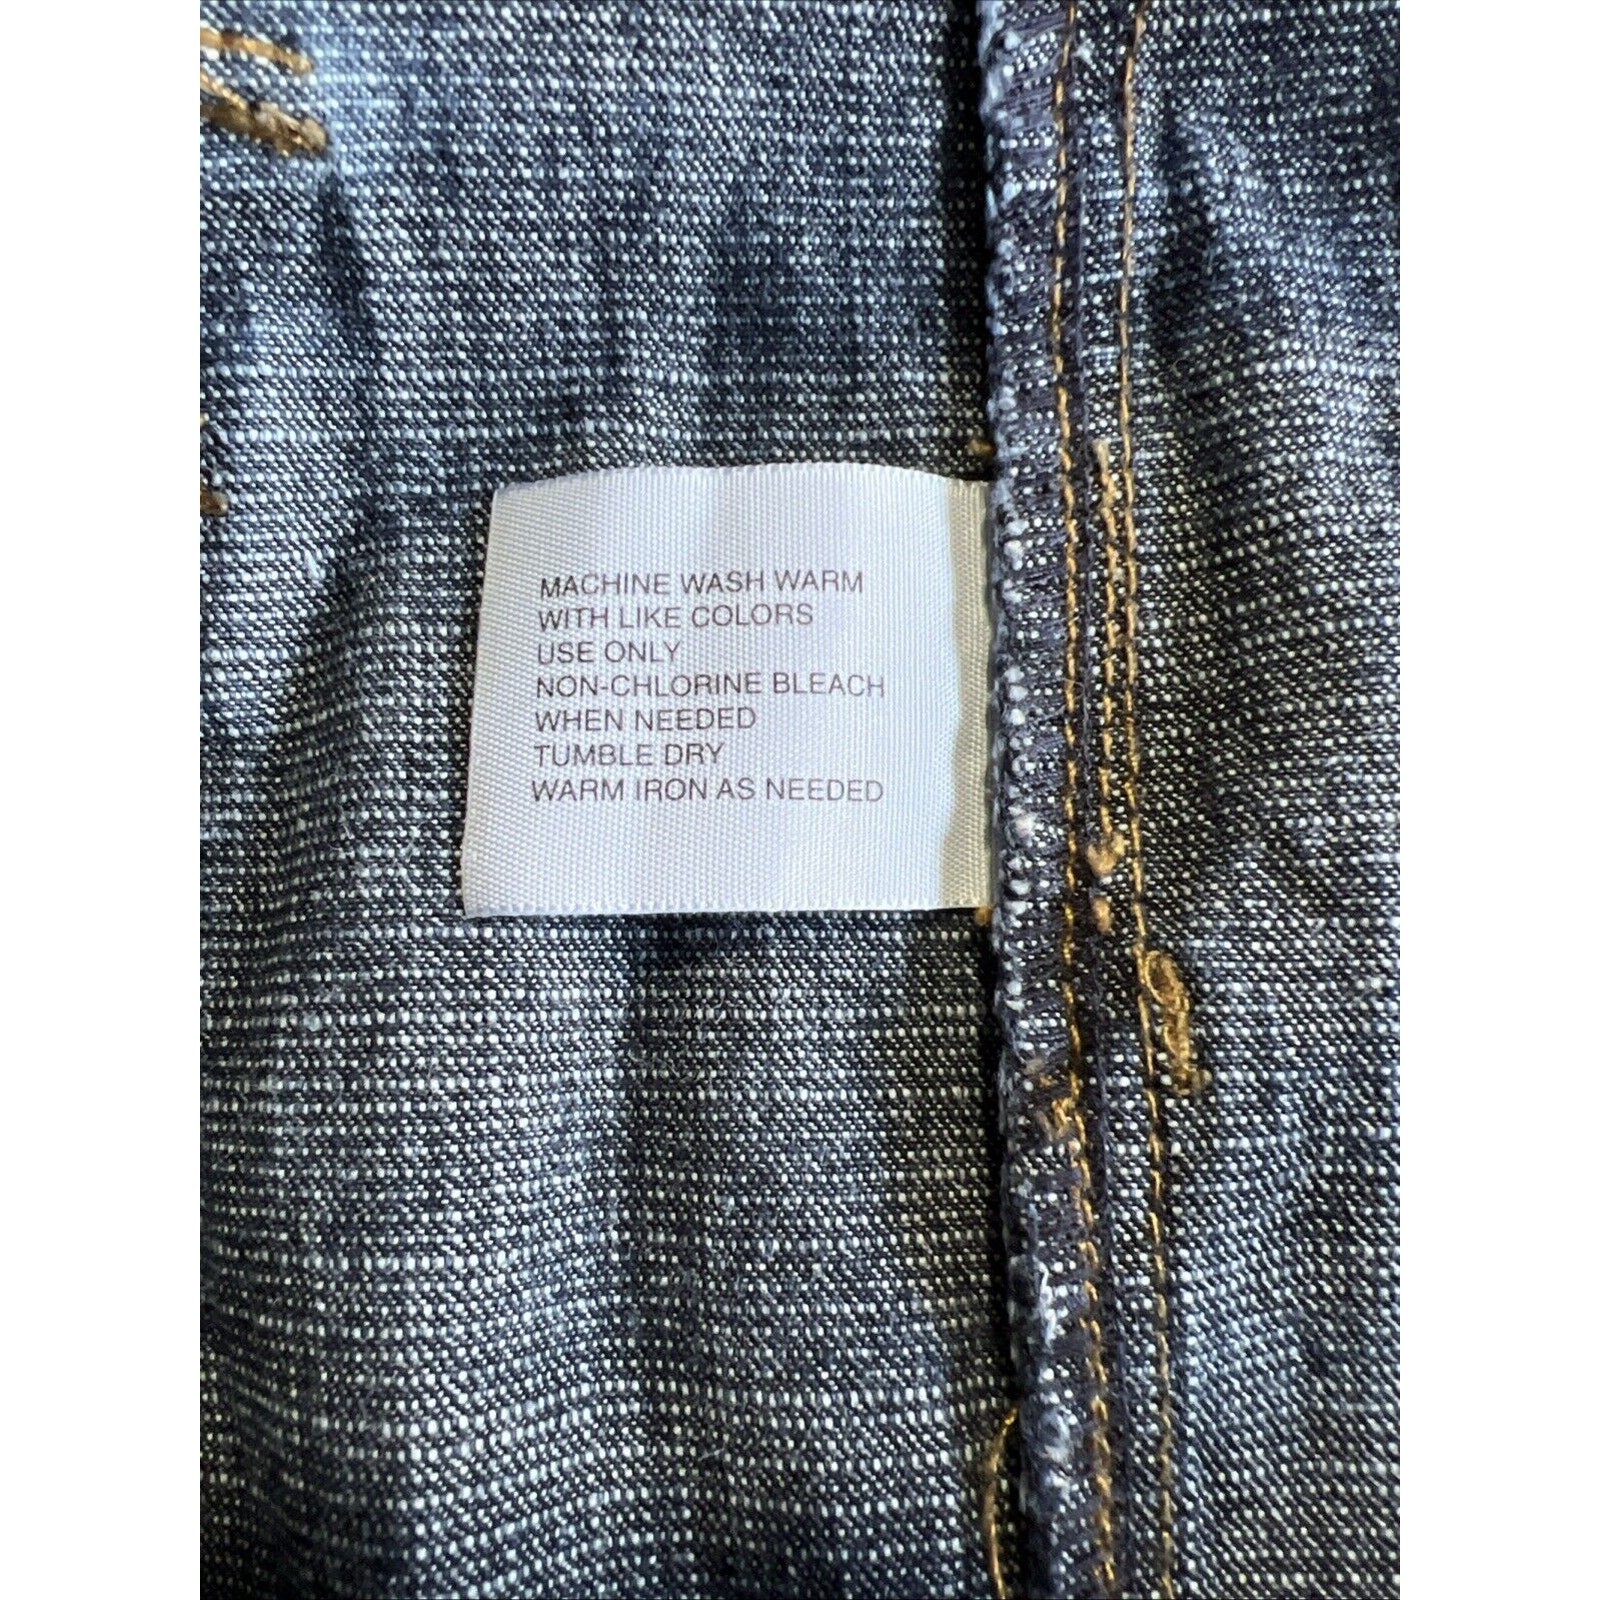 MACHINE WASH WARM
WITH LIKE COLORS
USE ONLY
NON-CHLORINE BLEACH
WHEN NEEDED
TUMBLE DRY
WARM IRON AS NEEDED